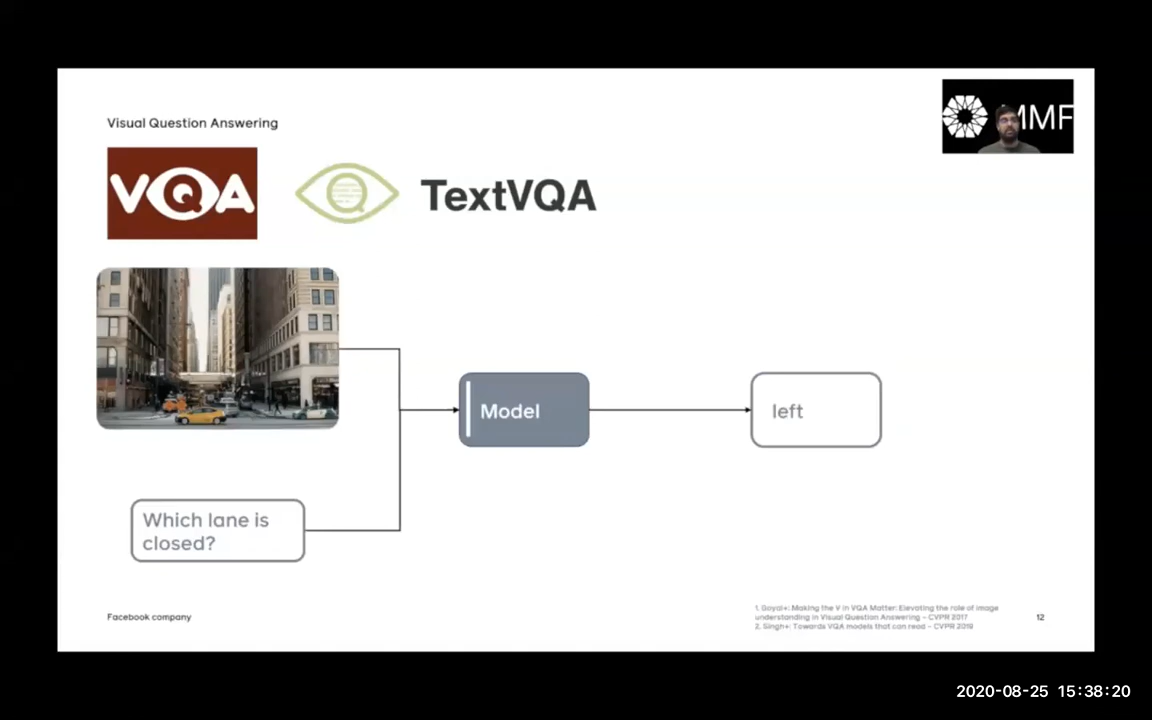 Visual Question Answering
MMF
VQA
TextVQA
Model
left
Which lane is
closed?
Facebook company
1. Goyal+: Making the V in VQA Matter: Elevating the role of image
understanding in Visual Question Answering – CVPR 2017
2. Singh+: Towards VQA models that can read – CVPR 2019
12
2020-08-25 15:38:20